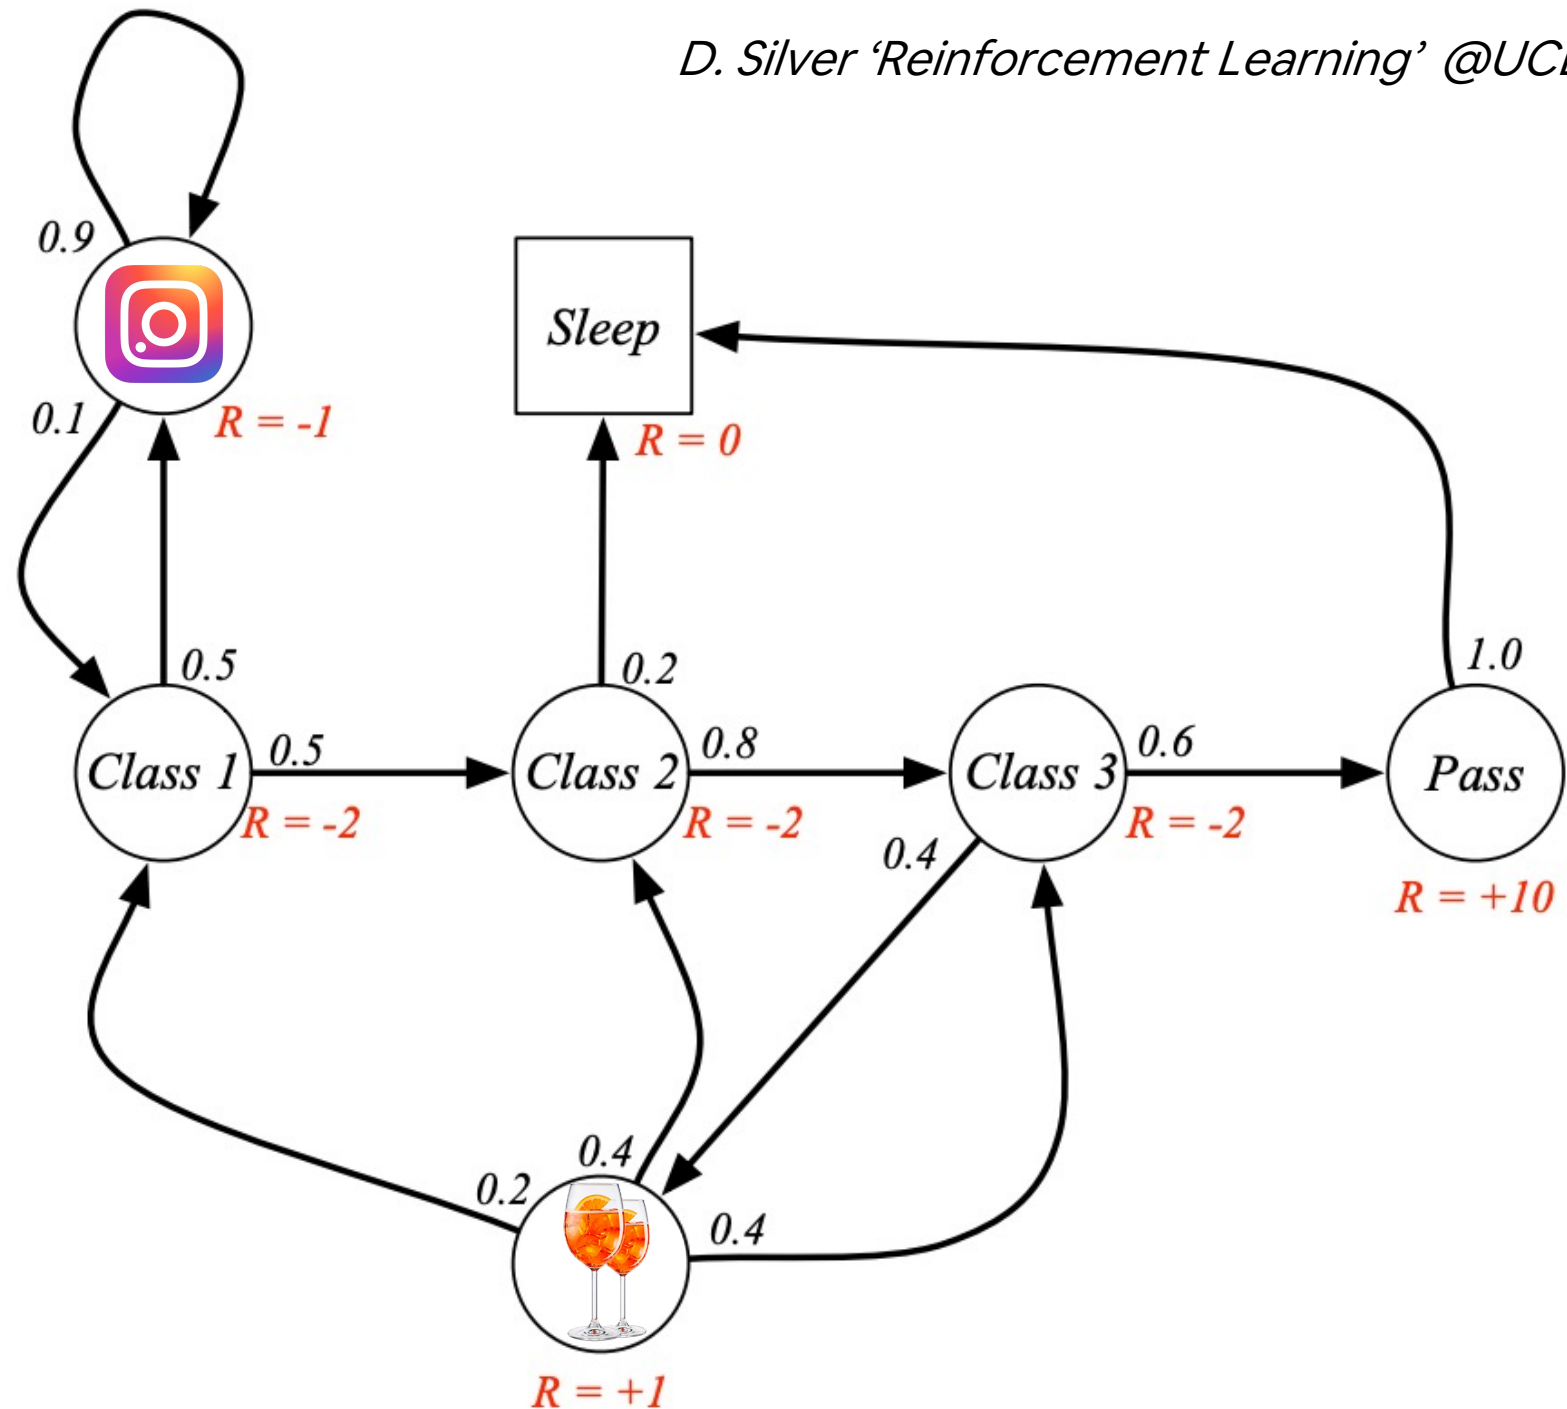 D. Silver ‘Reinforcement Learning’ @UCL
0.9
0.1
R = -1
Sleep
R = 0
0.5
0.2
1.0
Class 1
0.5
R = -2
Class 2
0.8
R = -2
Class 3
0.6
R = -2
Pass
R = +10
0.4
0.4
0.2
0.4
R = +1